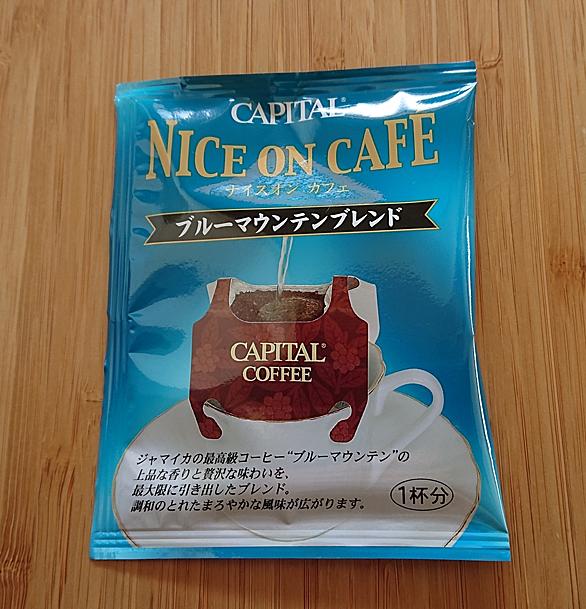 CAPITAL®
NICE ON CAFE
ナイスオン カフェ
ブルーマウンテンブレンド
CAPITAL®
COFFEE
ジャマイカの最高級コーヒー“ブルーマウンテン”の
上品な香りと贅沢な味わいを、
最大限に引き出したブレンド。
調和のとれたまろやかな風味が広がります。
1杯分